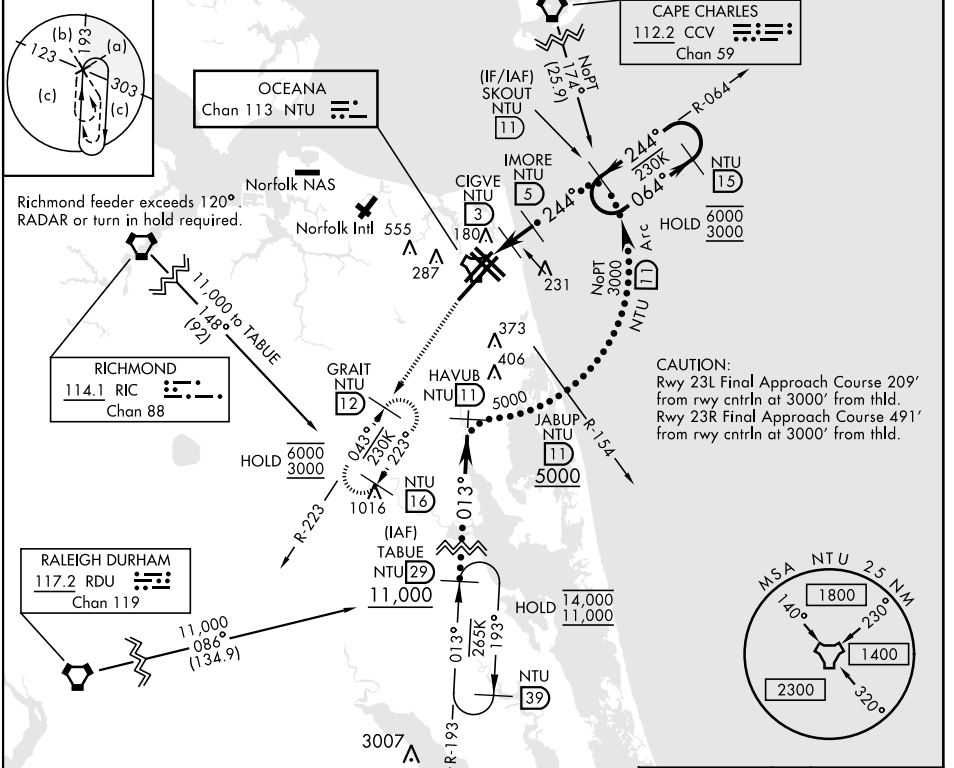 (b)
193
(a)
123
303
(c)
(c)
CAPE CHARLES
112.2 CCV
Chan 59
OCEANA
Chan 113 NTU
(IF/IAF)
SKOUT
NTU
11
NoPT
174°
(25.9)
R-064
244°
230K
064°
NTU
15
HOLD 6000
3000
IMORE
NTU
5
CIGVE
NTU
3
244°
Norfolk NAS
Norfolk Intl
555
287
180
231
Richmond feeder exceeds 120°.
RADAR or turn in hold required.
11,000 to TABUE
148°
(92)
RICHMOND
114.1 RIC
Chan 88
NoPT
3000
NTU 11 Arc
373
406
GRAIT
NTU
12
HAVUB
NTU 11
5000
JABUP
NTU
11
5000
R-154
CAUTION:
Rwy 23L Final Approach Course 209'
from rwy cntrln at 3000' from thld.
Rwy 23R Final Approach Course 491'
from rwy cntrln at 3000' from thld.
HOLD 6000
3000
043°
230K
223°
NTU
16
1016
R-223
013°
(IAF)
TABUE
NTU 29
11,000
HOLD 14,000
11,000
013°
265K
193°
NTU
39
R-193
3007
RALEIGH DURHAM
117.2 RDU
Chan 119
11,000
086°
(134.9)
MSA NTU 25 NM
1800
140°
230°
1400
2300
320°